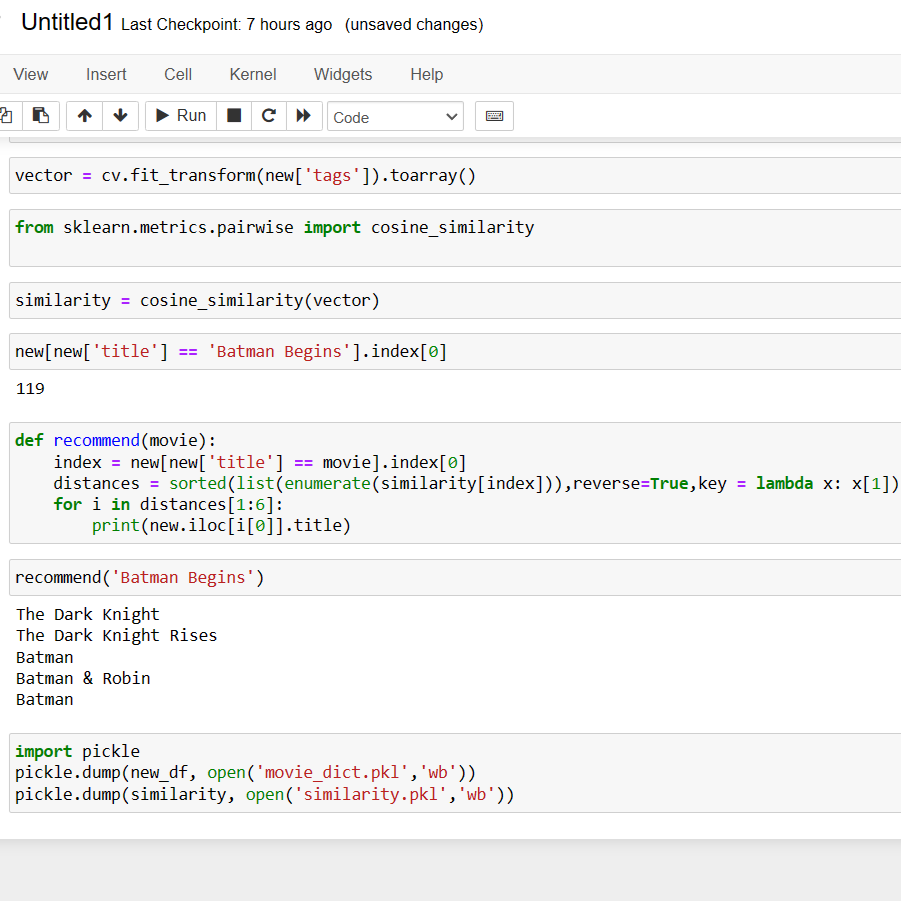 Untitled1 Last Checkpoint: 7 hours ago (unsaved changes)
View Insert Cell Kernel Widgets Help
Run Code
vector = cv.fit_transform(new['tags']).toarray()
from sklearn.metrics.pairwise import cosine_similarity
similarity = cosine_similarity(vector)
new[new['title'] == 'Batman Begins'].index[0]
119
def recommend(movie):
    index = new[new['title'] == movie].index[0]
    distances = sorted(list(enumerate(similarity[index])),reverse=True,key = lambda x: x[1])
    for i in distances[1:6]:
        print(new.iloc[i[0]].title)
recommend('Batman Begins')
The Dark Knight
The Dark Knight Rises
Batman
Batman & Robin
Batman
import pickle
pickle.dump(new_df, open('movie_dict.pkl','wb'))
pickle.dump(similarity, open('similarity.pkl','wb'))